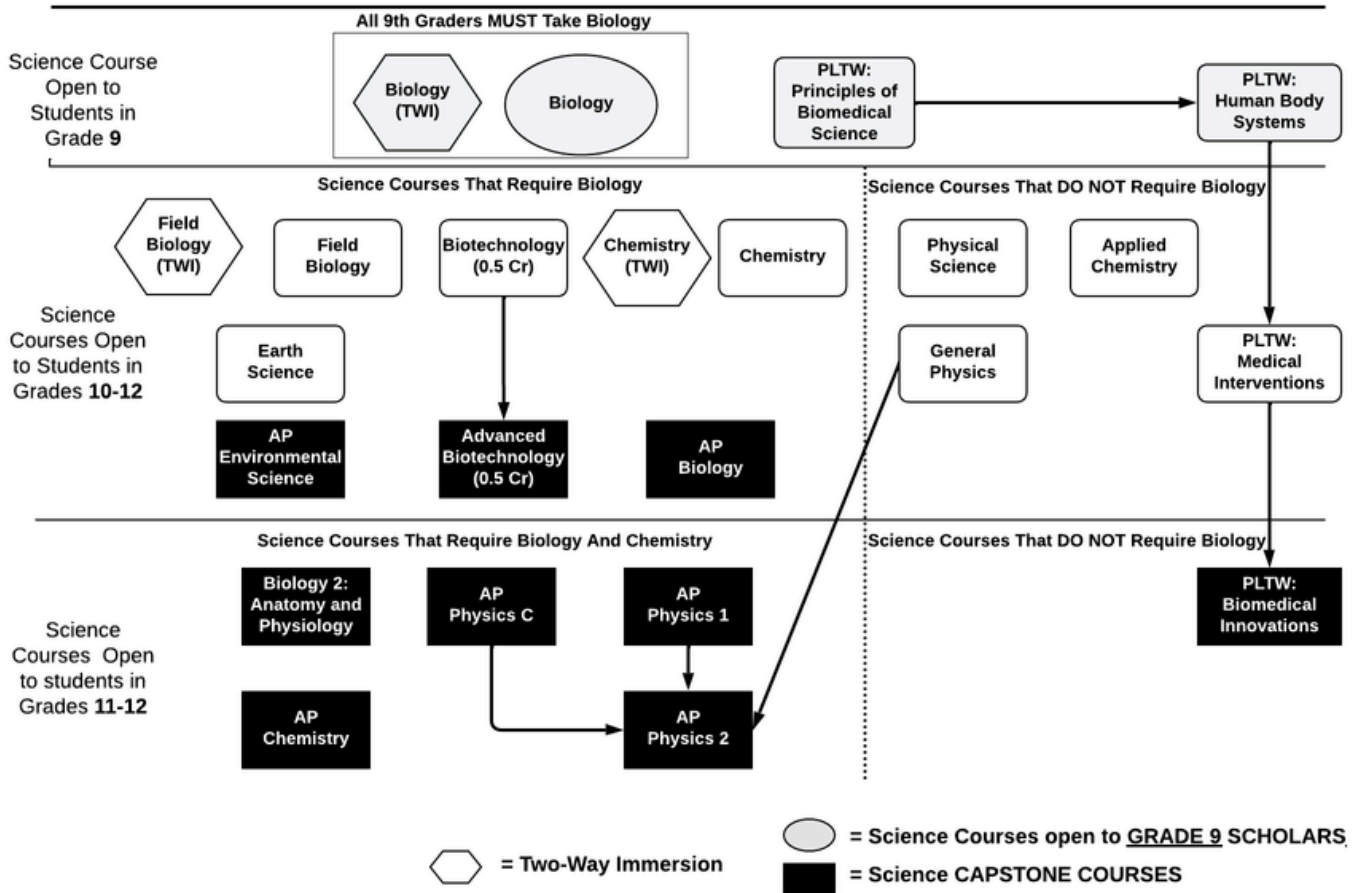 All 9th Graders MUST Take Biology
Science Course
Open to
Students in
Grade 9
Biology
(TWI)
Biology
PLTW:
Principles of
Biomedical
Science
PLTW:
Human Body
Systems
Science Courses That Require Biology
Science Courses That DO NOT Require Biology
Science
Courses Open
to Students in
Grades 10-12
Field
Biology
(TWI)
Field
Biology
Biotechnology
(0.5 Cr)
Chemistry
(TWI)
Chemistry
Physical
Science
Applied
Chemistry
Earth
Science
General
Physics
PLTW:
Medical
Interventions
AP
Environmental
Science
Advanced
Biotechnology
(0.5 Cr)
AP
Biology
Science Courses That Require Biology And Chemistry
Science Courses That DO NOT Require Biology
Science
Courses Open
to students in
Grades 11-12
Biology 2:
Anatomy and
Physiology
AP
Physics C
AP
Physics 1
PLTW:
Biomedical
Innovations
AP
Chemistry
AP
Physics 2
= Two-Way Immersion
= Science Courses open to GRADE 9 SCHOLARS
= Science CAPSTONE COURSES